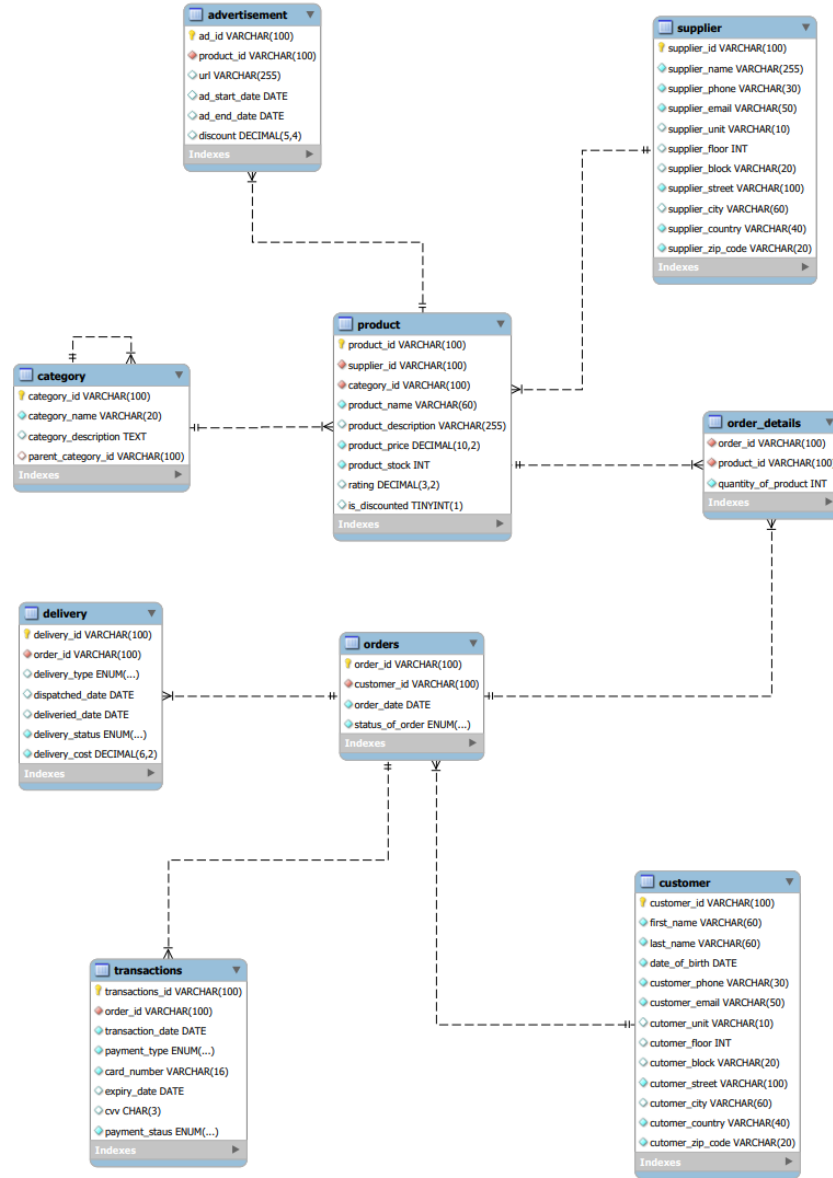 advertisement
ad_id VARCHAR(100)
product_id VARCHAR(100)
url VARCHAR(255)
ad_start_date DATE
ad_end_date DATE
discount DECIMAL(5,4)
Indexes
supplier
supplier_id VARCHAR(100)
supplier_name VARCHAR(255)
supplier_phone VARCHAR(30)
supplier_email VARCHAR(50)
supplier_unit VARCHAR(10)
supplier_floor INT
supplier_block VARCHAR(20)
supplier_street VARCHAR(100)
supplier_city VARCHAR(60)
supplier_country VARCHAR(40)
supplier_zip_code VARCHAR(20)
Indexes
product
product_id VARCHAR(100)
supplier_id VARCHAR(100)
category_id VARCHAR(100)
product_name VARCHAR(60)
product_description VARCHAR(255)
product_price DECIMAL(10,2)
product_stock INT
rating DECIMAL(3,2)
is_discounted TINYINT(1)
Indexes
category
category_id VARCHAR(100)
category_name VARCHAR(20)
category_description TEXT
parent_category_id VARCHAR(100)
Indexes
order_details
order_id VARCHAR(100)
product_id VARCHAR(100)
quantity_of_product INT
Indexes
delivery
delivery_id VARCHAR(100)
order_id VARCHAR(100)
delivery_type ENUM(...)
dispatched_date DATE
deliveried_date DATE
delivery_status ENUM(...)
delivery_cost DECIMAL(6,2)
Indexes
orders
order_id VARCHAR(100)
customer_id VARCHAR(100)
order_date DATE
status_of_order ENUM(...)
Indexes
transactions
transactions_id VARCHAR(100)
order_id VARCHAR(100)
transaction_date DATE
payment_type ENUM(...)
card_number VARCHAR(16)
expiry_date DATE
cvv CHAR(3)
payment_staus ENUM(...)
Indexes
customer
customer_id VARCHAR(100)
first_name VARCHAR(60)
last_name VARCHAR(60)
date_of_birth DATE
customer_phone VARCHAR(30)
customer_email VARCHAR(50)
cutomer_unit VARCHAR(10)
cutomer_floor INT
cutomer_block VARCHAR(20)
cutomer_street VARCHAR(100)
cutomer_city VARCHAR(60)
cutomer_country VARCHAR(40)
cutomer_zip_code VARCHAR(20)
Indexes